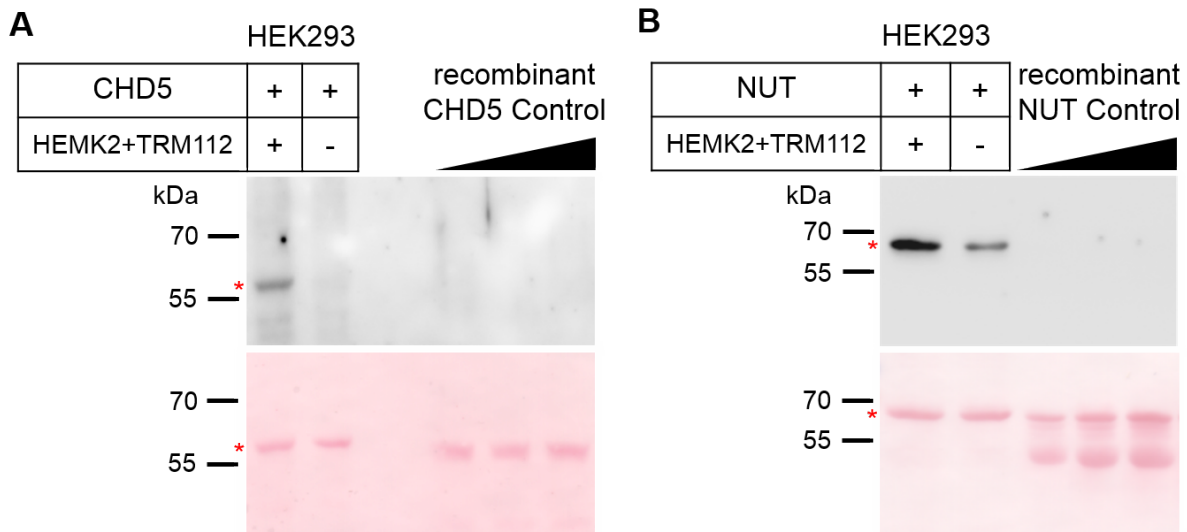 A
HEK293
CHD5 + +
HEMK2+TRM112 + -
recombinant
CHD5 Control
kDa
70
* 
55
70
*
55
B
HEK293
NUT + +
HEMK2+TRM112 + -
recombinant
NUT Control
kDa
70
*
55
70
*
55